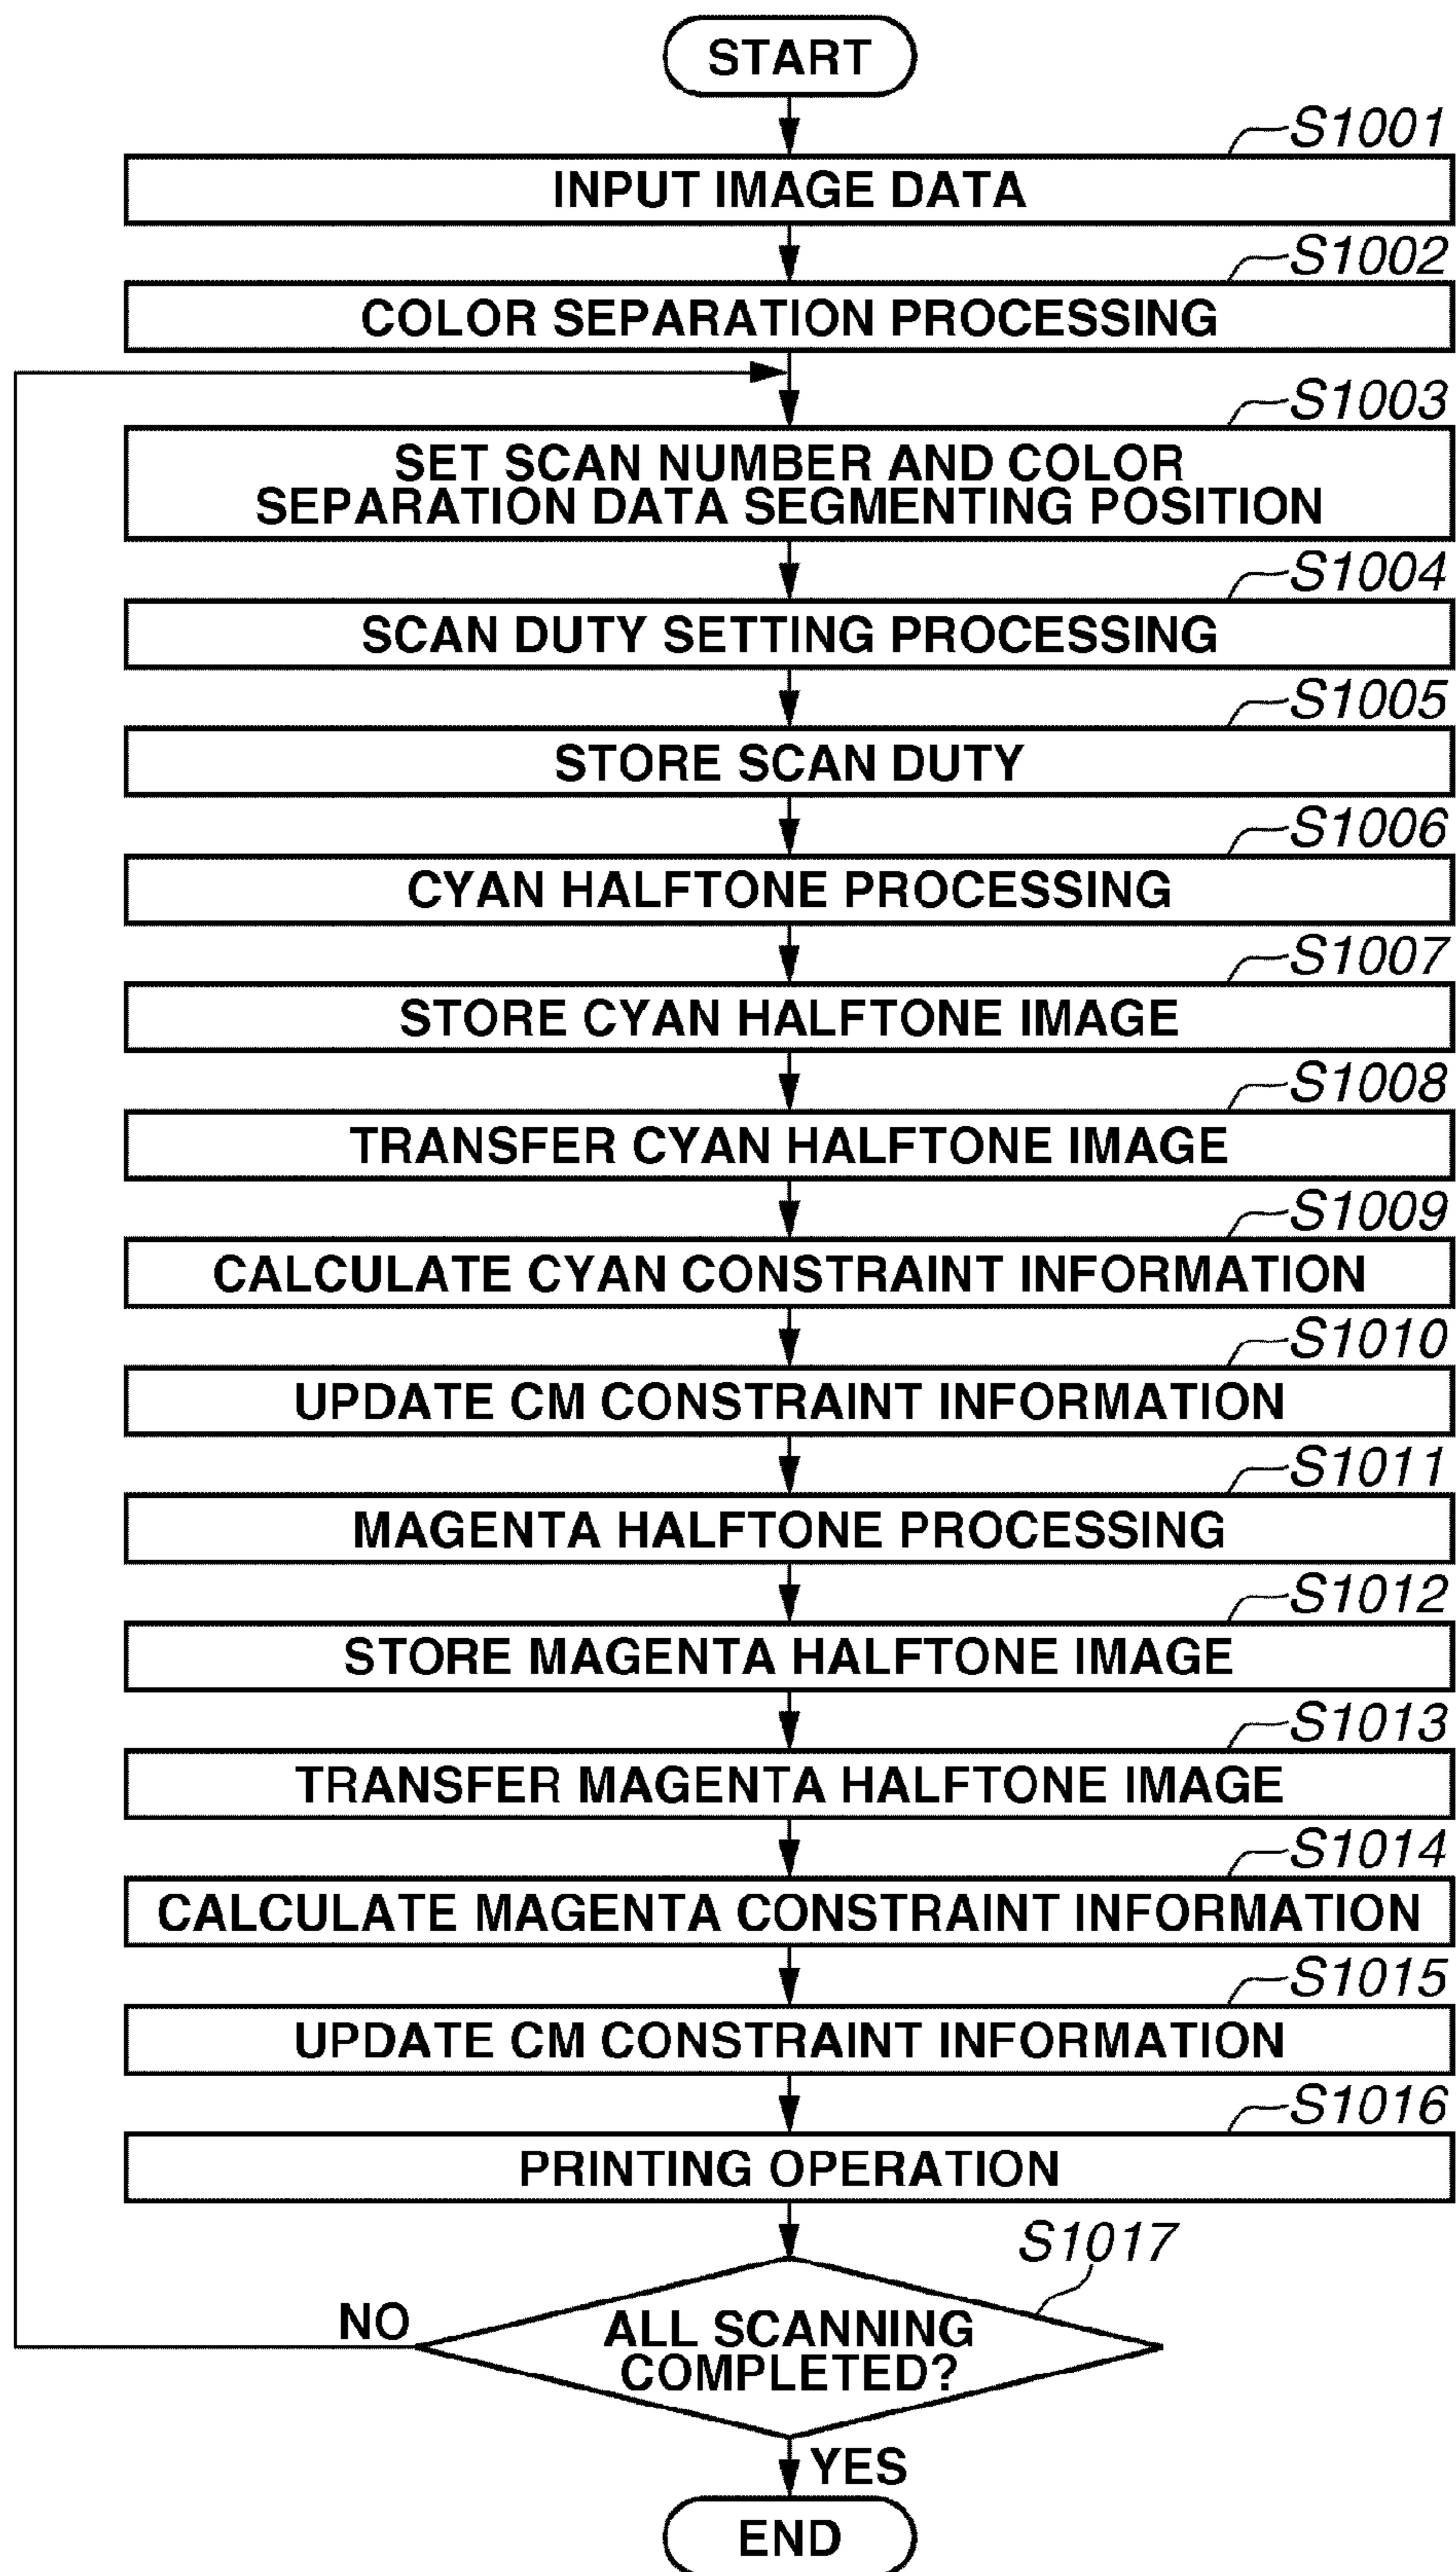 START
S1001
INPUT IMAGE DATA
S1002
COLOR SEPARATION PROCESSING
S1003
SET SCAN NUMBER AND COLOR
SEPARATION DATA SEGMENTING POSITION
S1004
SCAN DUTY SETTING PROCESSING
S1005
STORE SCAN DUTY
S1006
CYAN HALFTONE PROCESSING
S1007
STORE CYAN HALFTONE IMAGE
S1008
TRANSFER CYAN HALFTONE IMAGE
S1009
CALCULATE CYAN CONSTRAINT INFORMATION
S1010
UPDATE CM CONSTRAINT INFORMATION
S1011
MAGENTA HALFTONE PROCESSING
S1012
STORE MAGENTA HALFTONE IMAGE
S1013
TRANSFER MAGENTA HALFTONE IMAGE
S1014
CALCULATE MAGENTA CONSTRAINT INFORMATION
S1015
UPDATE CM CONSTRAINT INFORMATION
S1016
PRINTING OPERATION
S1017
NO
ALL SCANNING
COMPLETED?
YES
END